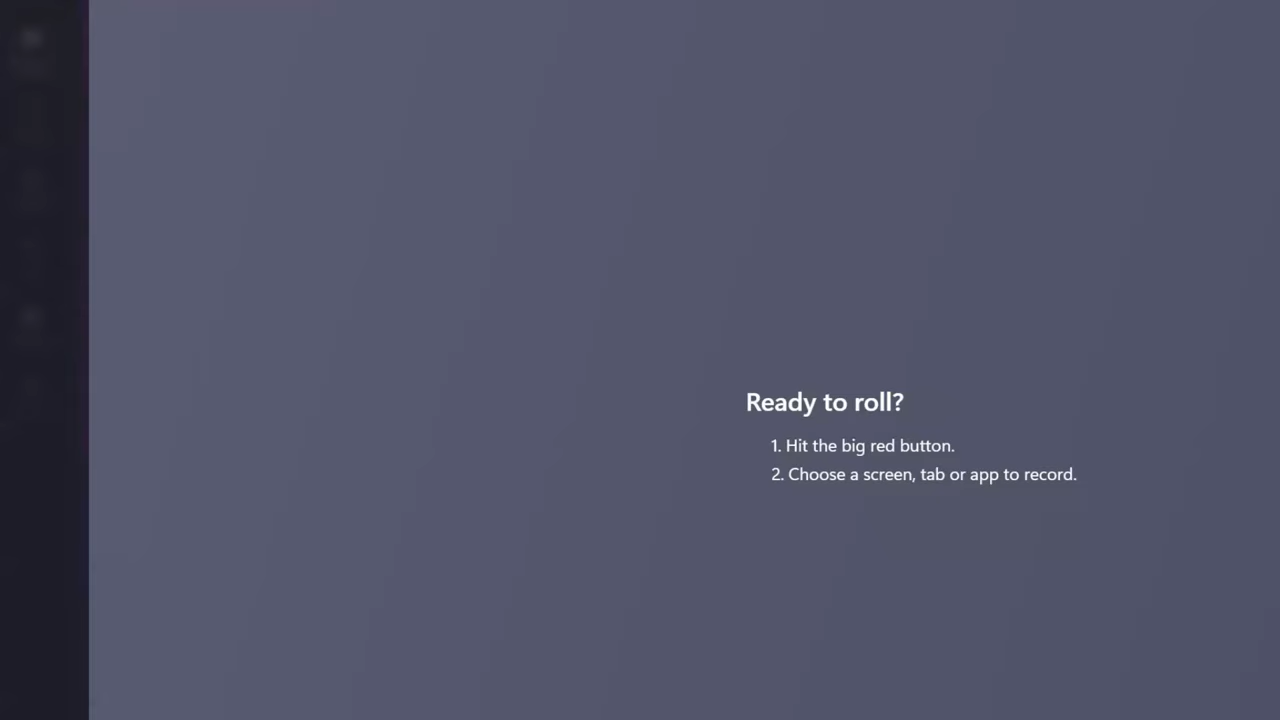 Ready to roll?
1. Hit the big red button.
2. Choose a screen, tab or app to record.